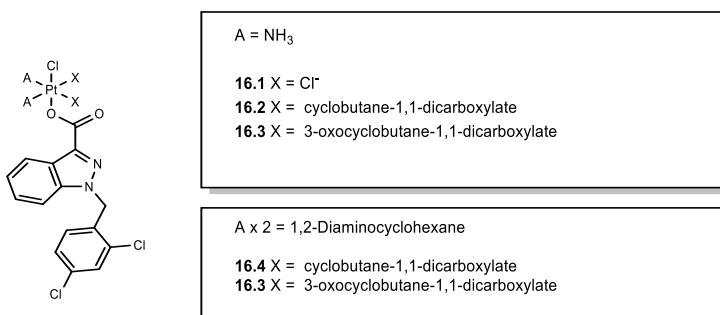 A = NH₃
16.1 X = Cl⁻
16.2 X = cyclobutane-1,1-dicarboxylate
16.3 X = 3-oxocyclobutane-1,1-dicarboxylate
Cl
A X
Pt
A X
O O
N
N
Cl
Cl
A x 2 = 1,2-Diaminocyclohexane
16.4 X = cyclobutane-1,1-dicarboxylate
16.3 X = 3-oxocyclobutane-1,1-dicarboxylate